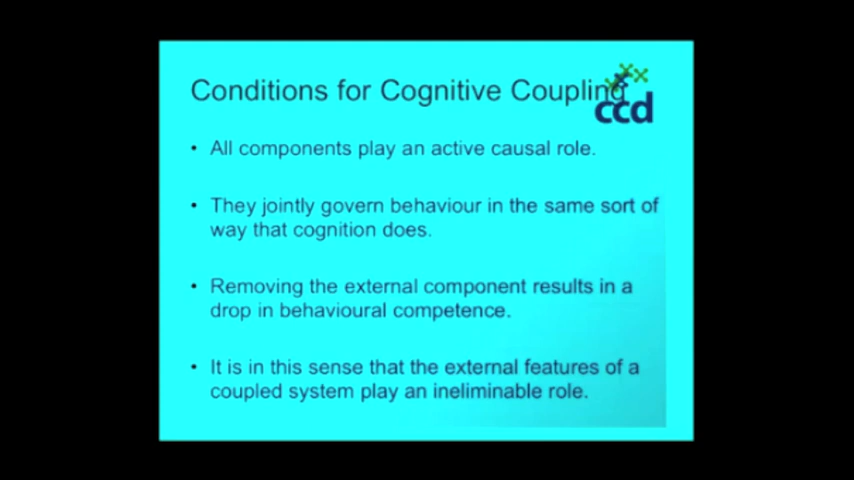 Conditions for Cognitive Coupling
ccd
• All components play an active causal role.
• They jointly govern behaviour in the same sort of
way that cognition does.
• Removing the external component results in a
drop in behavioural competence.
• It is in this sense that the external features of a
coupled system play an ineliminable role.